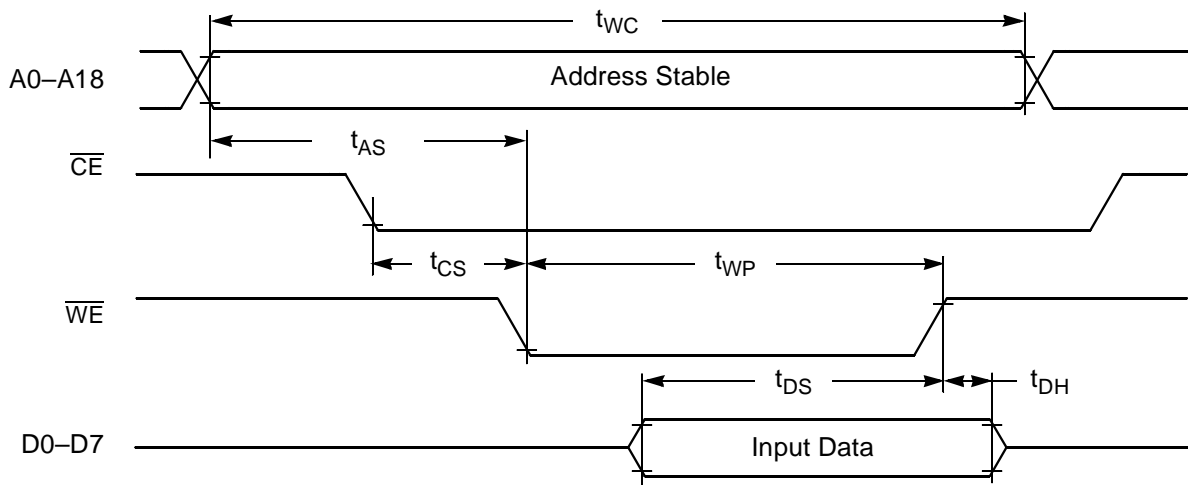 tWC
A0–A18
Address Stable
tAS
CE
tCS
tWP
WE
tDS
tDH
D0–D7
Input Data